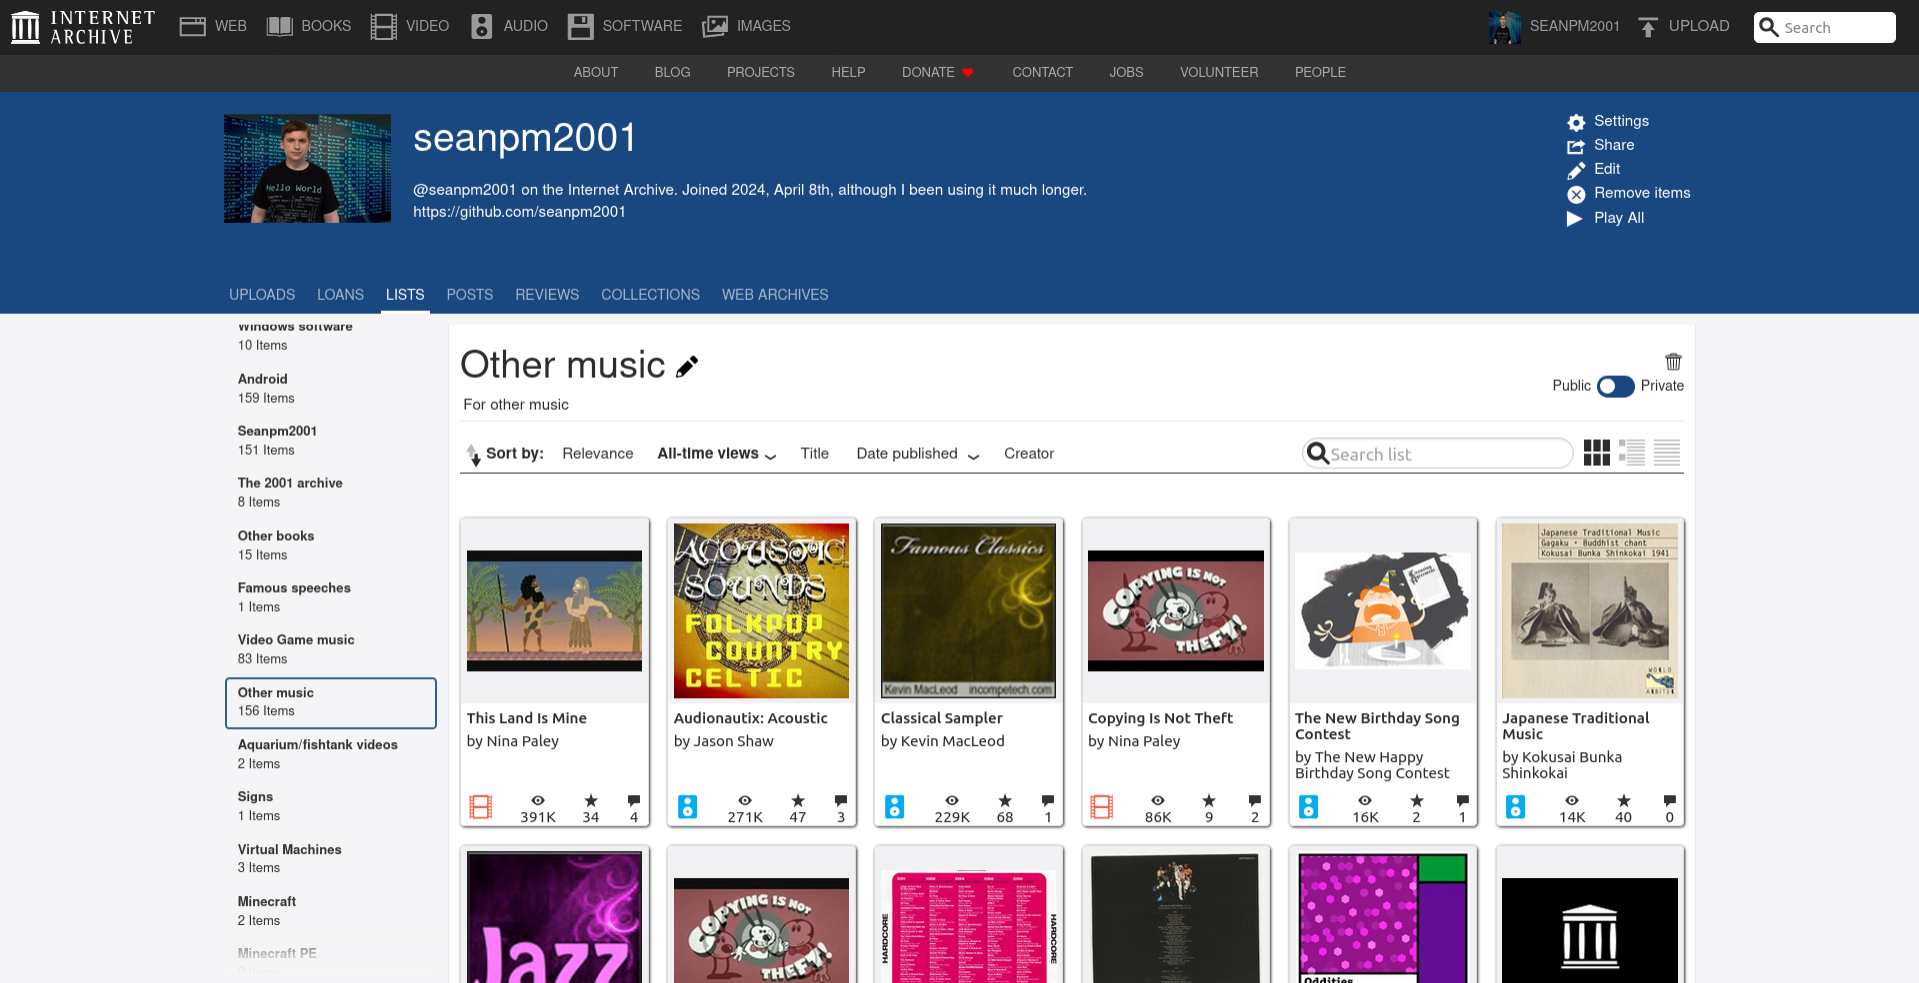 INTERNET ARCHIVE
WEB
BOOKS
VIDEO
AUDIO
SOFTWARE
IMAGES
SEANPM2001
UPLOAD
Search
ABOUT
BLOG
PROJECTS
HELP
DONATE
CONTACT
JOBS
VOLUNTEER
PEOPLE
Hello World
seanpm2001
@seanpm2001 on the Internet Archive. Joined 2024, April 8th, although I been using it much longer.
https://github.com/seanpm2001
Settings
Share
Edit
Remove items
Play All
UPLOADS
LOANS
LISTS
POSTS
REVIEWS
COLLECTIONS
WEB ARCHIVES
Windows software
10 Items
Android
159 Items
Seanpm2001
151 Items
The 2001 archive
8 Items
Other books
15 Items
Famous speeches
1 Items
Video Game music
83 Items
Other music
156 Items
Aquarium/fishtank videos
2 Items
Signs
1 Items
Virtual Machines
3 Items
Minecraft
2 Items
Minecraft PE
Other music
For other music
Public
Private
Sort by:
Relevance
All-time views
Title
Date published
Creator
Search list
This Land Is Mine
by Nina Paley
391K
34
4
ACOUSTIC
SOUNDS
FOLKPOP
COUNTRY
CELTIC
Audionautix: Acoustic
by Jason Shaw
271K
47
3
Famous Classics
Kevin MacLeod incompetech.com
Classical Sampler
by Kevin MacLeod
229K
68
1
COPYING IS NOT
THEFT!
Copying Is Not Theft
by Nina Paley
86K
9
2
The New Birthday Song
Contest
by The New Happy
Birthday Song Contest
16K
2
1
Japanese Traditional Music
Gagaku · Buddhist chant
Kokusai Bunka Shinkokai 1941
WORLD
ARBITER
Japanese Traditional
Music
by Kokusai Bunka
Shinkokai
14K
40
0
Jazz
COPYING IS NOT
THEFT!
HARDCORE
HARDCORE
Oddities